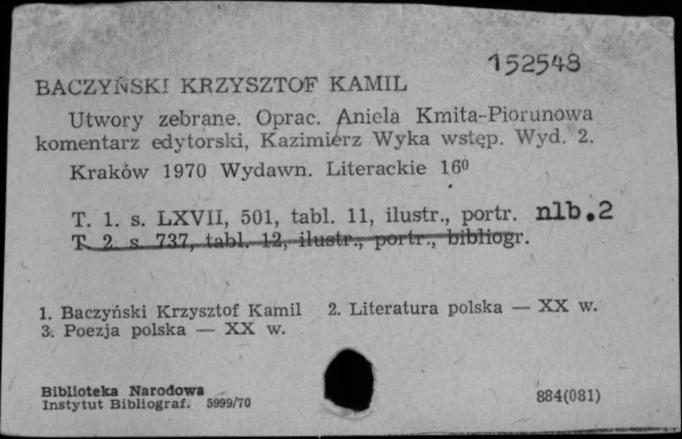 152548
BACZYŃSKI KRZYSZTOF KAMIL
Utwory zebrane. Oprac. Aniela Kmita-Piorunowa
komentarz edytorski, Kazimierz Wyka wstęp. Wyd. 2.
Kraków 1970 Wydawn. Literackie 16⁰
T. 1. s. LXVII, 501, tabl. 11, ilustr., portr. nlb.2
T. 2. s. 737, tabl. 12, ilustr., portr., bibliogr.
1. Baczyński Krzysztof Kamil 2. Literatura polska — XX w.
3. Poezja polska — XX w.
Biblioteka Narodowa
Instytut Bibliograf. 5999/70
884(081)